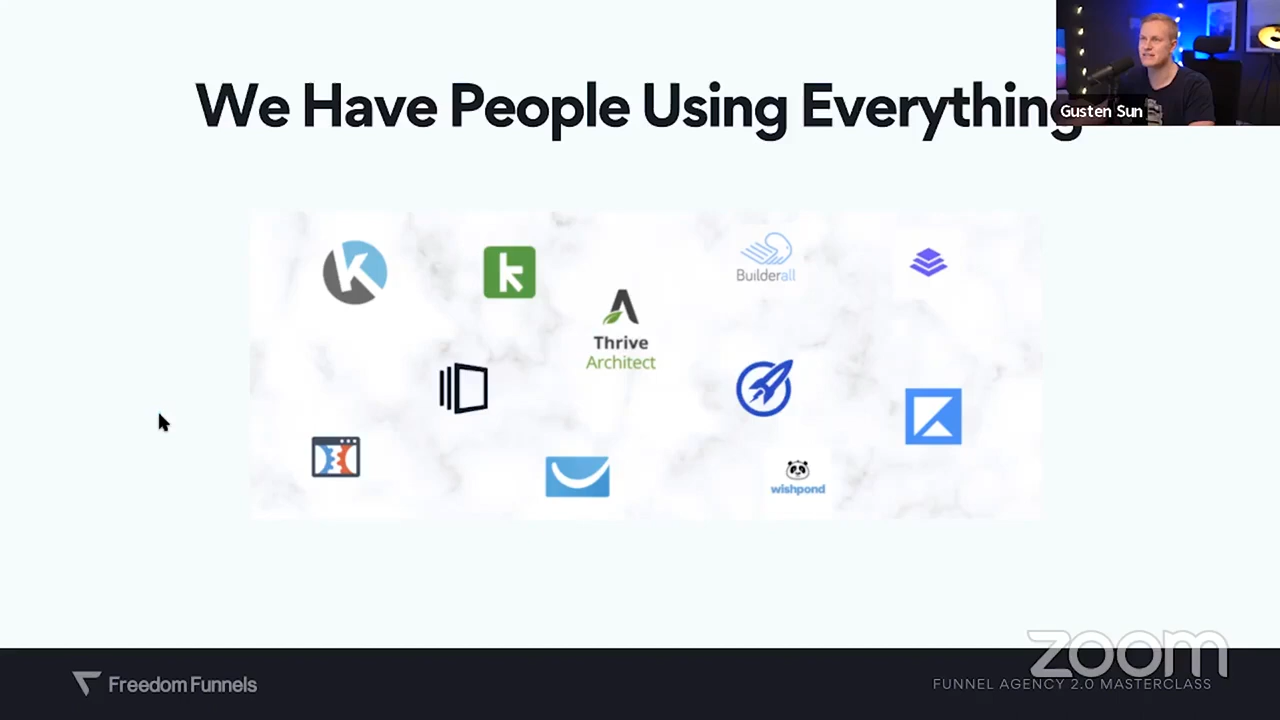 We Have People Using Everything
Gusten Sun
Builderall
Thrive
Architect
wishpond
zoom
Freedom Funnels
FUNNEL AGENCY 2.0 MASTERCLASS